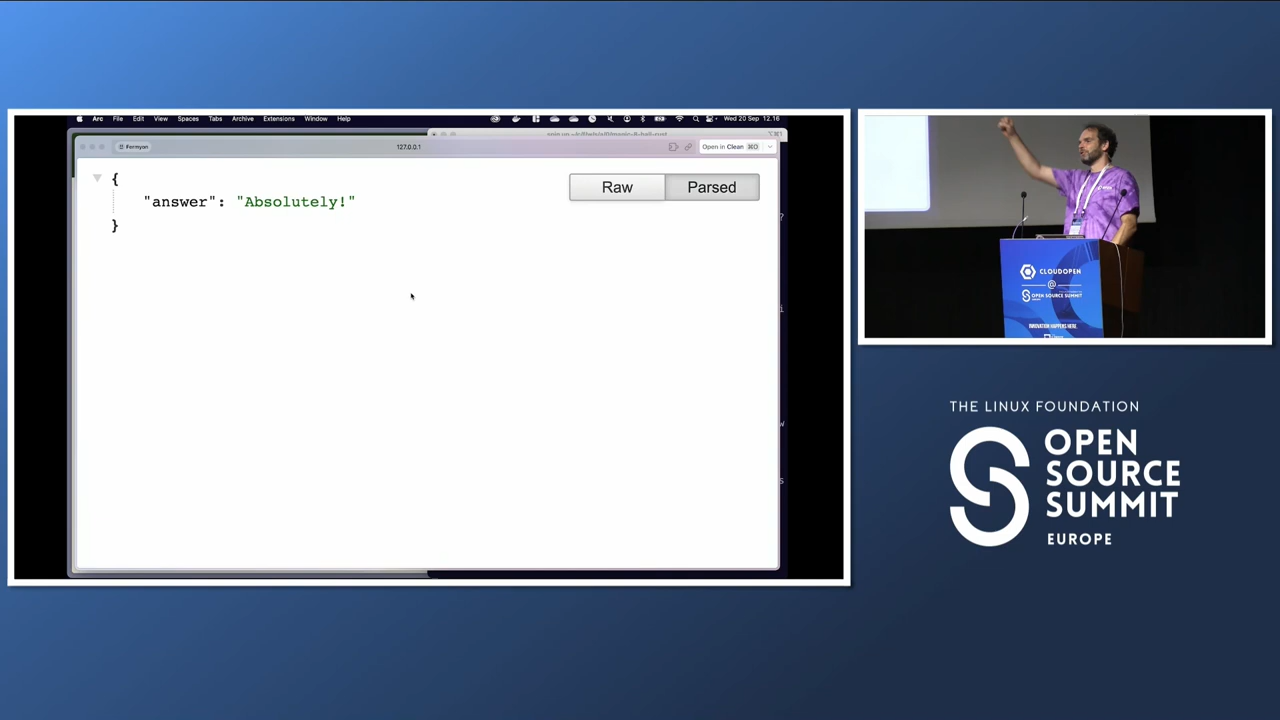 Arc File Edit View Spaces Tabs Archive Extensions Window Help
Wed 20 Sep 12.16
Fermyon
127.0.0.1
Open in Clean ⌘O
{
"answer": "Absolutely!"
}
Raw
Parsed
CLOUDOPEN
@
OPEN SOURCE SUMMIT
INNOVATION HAPPENS HERE.
THE LINUX FOUNDATION
OPEN
SOURCE
SUMMIT
EUROPE